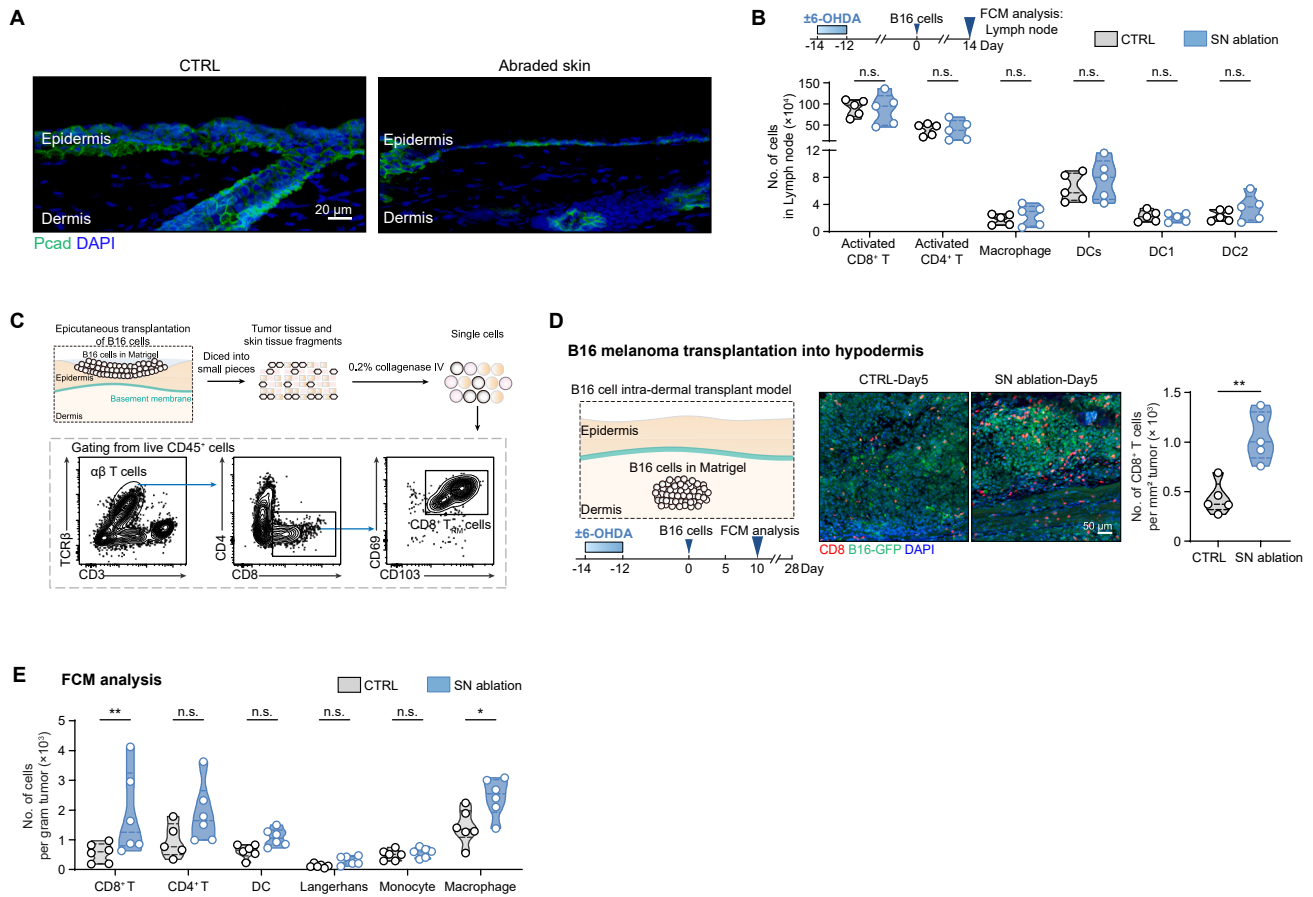 A
CTRL
Abraded skin
Epidermis
Dermis
20 µm
Epidermis
Dermis
Pcad DAPI
B
±6-OHDA
B16 cells
FCM analysis:
Lymph node
-14
-12
0
14
Day
CTRL
SN ablation
No. of cells
in Lymph node (×10⁴)
n.s.
n.s.
n.s.
n.s.
n.s.
n.s.
150
100
50
12
8
4
0
Activated
CD8⁺ T
Activated
CD4⁺ T
Macrophage
DCs
DC1
DC2
C
Epicutaneous transplantation
of B16 cells
B16 cells in Matrigel
Epidermis
Basement membrane
Dermis
Diced into
small pieces
Tumor tissue and
skin tissue fragments
0.2% collagenase IV
Single cells
Gating from live CD45⁺ cells
αβ T cells
TCRβ
CD3
CD4
CD8
CD8⁺ TRM cells
CD69
CD103
D
B16 melanoma transplantation into hypodermis
B16 cell intra-dermal transplant model
Epidermis
B16 cells in Matrigel
Dermis
±6-OHDA
B16 cells
FCM analysis
-14
-12
0
5
10
28
Day
CTRL-Day5
SN ablation-Day5
50 µm
CD8 B16-GFP DAPI
No. of CD8⁺ T cells
per mm² tumor (× 10³)
**
1.5
1.0
0.5
0
CTRL
SN ablation
E
FCM analysis
CTRL
SN ablation
No. of cells
per gram tumor (×10³)
**
n.s.
n.s.
n.s.
n.s.
*
5
4
3
2
1
0
CD8⁺ T
CD4⁺ T
DC
Langerhans
Monocyte
Macrophage